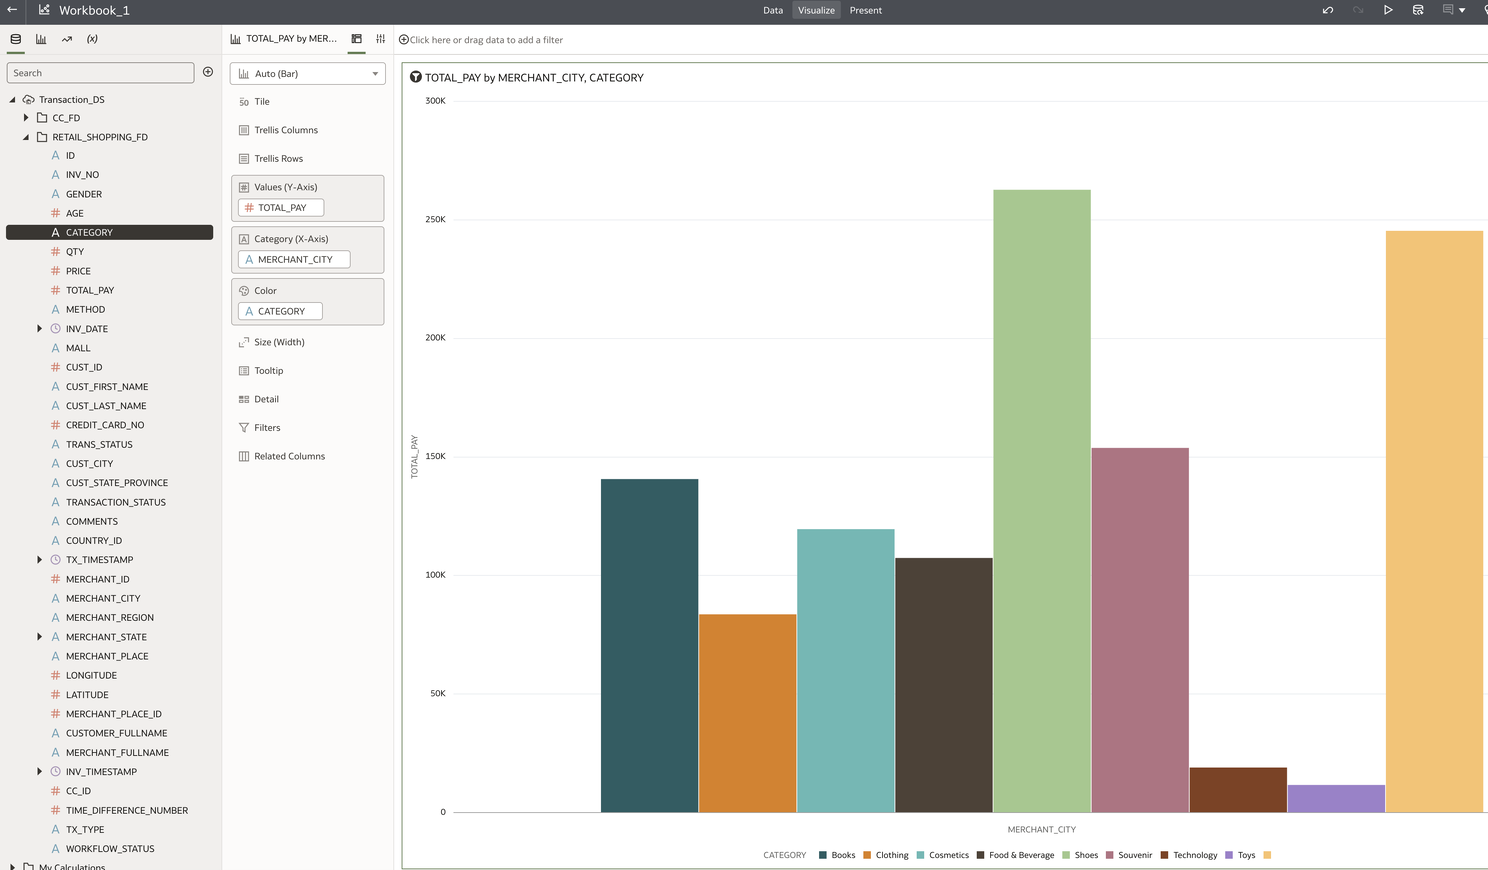 Workbook_1
Data
Visualize
Present
(x)
Search
Transaction_DS
CC_FD
RETAIL_SHOPPING_FD
A ID
A INV_NO
A GENDER
# AGE
A CATEGORY
# QTY
# PRICE
# TOTAL_PAY
A METHOD
INV_DATE
A MALL
# CUST_ID
A CUST_FIRST_NAME
A CUST_LAST_NAME
# CREDIT_CARD_NO
A TRANS_STATUS
A CUST_CITY
A CUST_STATE_PROVINCE
A TRANSACTION_STATUS
A COMMENTS
A COUNTRY_ID
TX_TIMESTAMP
# MERCHANT_ID
A MERCHANT_CITY
A MERCHANT_REGION
A MERCHANT_STATE
A MERCHANT_PLACE
# LONGITUDE
# LATITUDE
# MERCHANT_PLACE_ID
A CUSTOMER_FULLNAME
A MERCHANT_FULLNAME
INV_TIMESTAMP
# CC_ID
# TIME_DIFFERENCE_NUMBER
A TX_TYPE
A WORKFLOW_STATUS
My Calculations
TOTAL_PAY by MER...
Auto (Bar)
50 Tile
Trellis Columns
Trellis Rows
# Values (Y-Axis)
# TOTAL_PAY
A Category (X-Axis)
A MERCHANT_CITY
Color
A CATEGORY
Size (Width)
Tooltip
Detail
Filters
Related Columns
Click here or drag data to add a filter
TOTAL_PAY by MERCHANT_CITY, CATEGORY
300K
250K
200K
150K
100K
50K
0
TOTAL_PAY
MERCHANT_CITY
CATEGORY Books Clothing Cosmetics Food & Beverage Shoes Souvenir Technology Toys